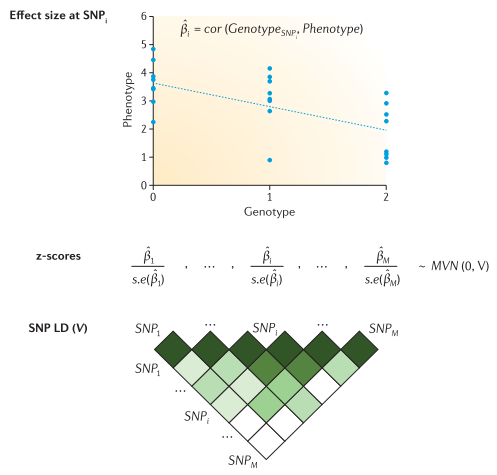 Effect size at SNPi
β̂i = cor (GenotypeSNPi, Phenotype)
6
5
4
3
2
1
0
Phenotype
0 1 2
Genotype
z-scores
β̂1 / s.e(β̂1) , ... , β̂i / s.e(β̂i) , ... , β̂M / s.e(β̂M) ~ MVN (0, V)
SNP LD (V)
SNP1 ... SNPi ... SNPM
SNP1
...
SNPi
...
SNPM